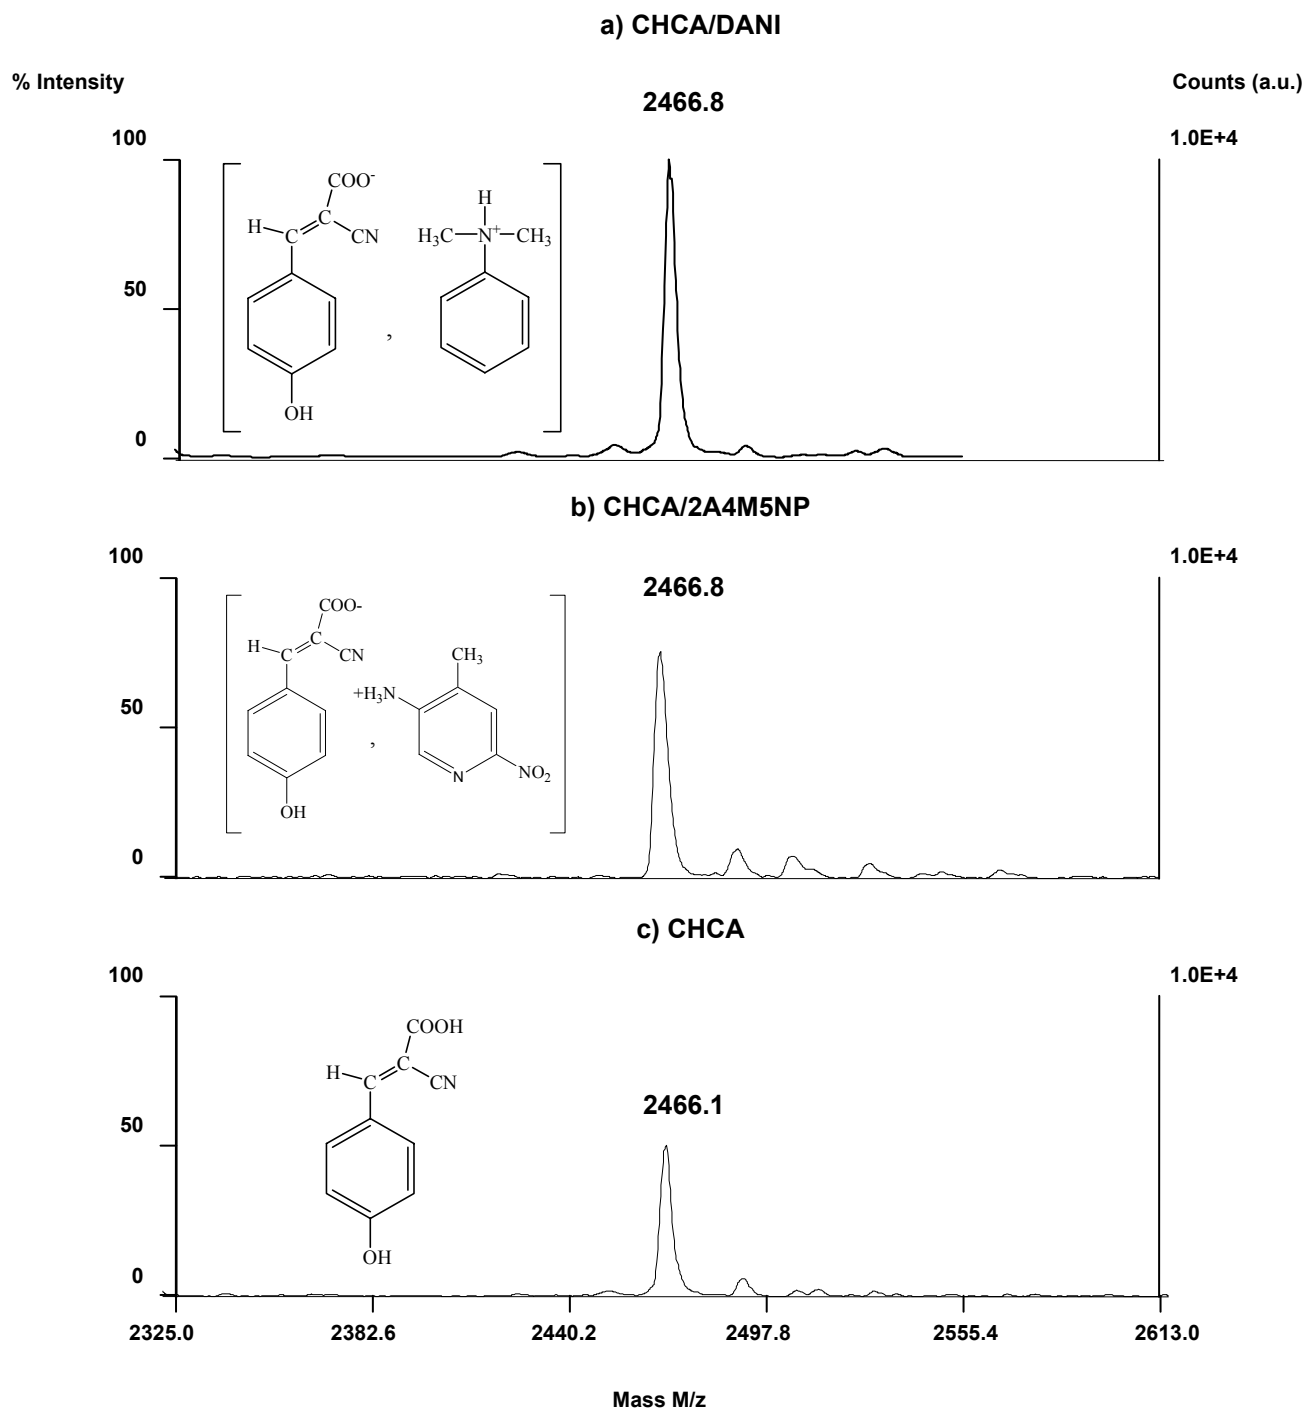 a) CHCA/DANI
% Intensity
Counts (a.u.)
2466.8
100
1.0E+4
COO-
H
H
C
C
CN
H3C
N+
CH3
50
,
OH
0
b) CHCA/2A4M5NP
100
1.0E+4
2466.8
COO-
H
C
C
CN
CH3
+H3N
50
,
N
NO2
OH
0
c) CHCA
100
1.0E+4
COOH
H
C
C
CN
2466.1
50
OH
0
2325.0 2382.6 2440.2 2497.8 2555.4 2613.0
Mass M/z